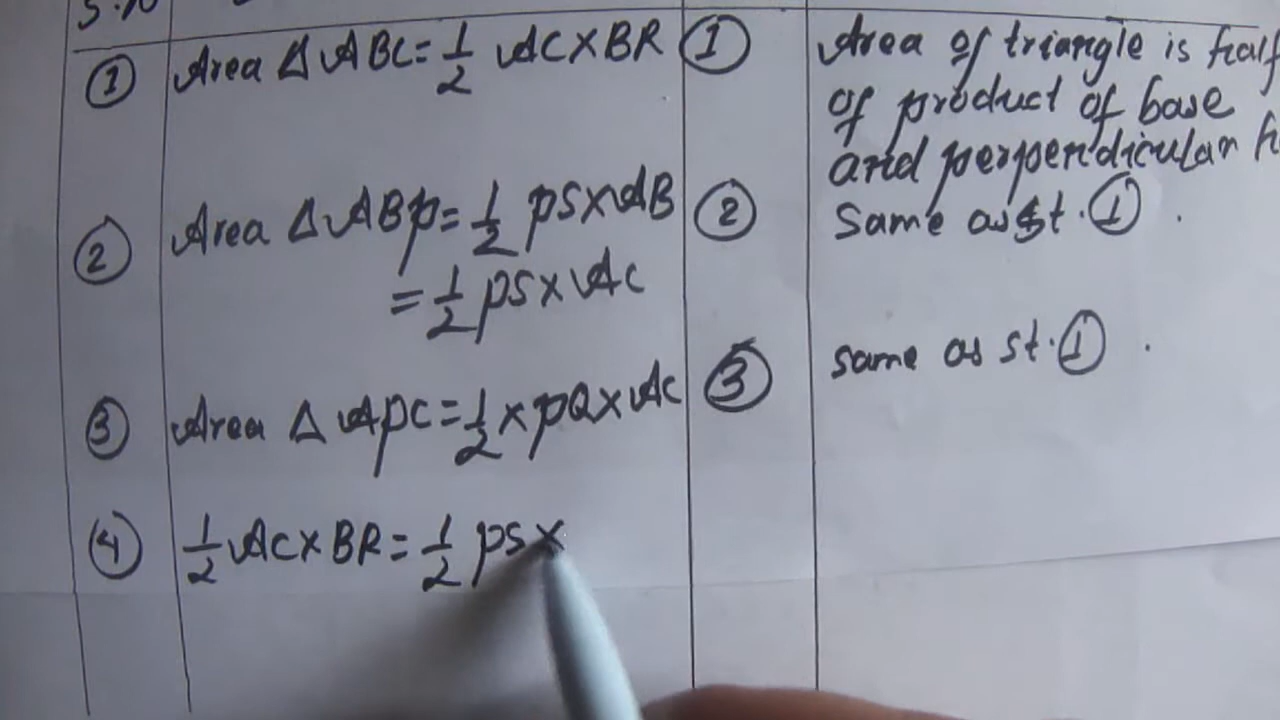 S.N
① Area Δ ABC = 1/2 AC × BR ① Area of triangle is half
of product of base
and perpendicular
② Area Δ ABP = 1/2 PS × AB ② Same as st. ① .
= 1/2 PS × AC
③ Area Δ APC = 1/2 × PQ × AC ③ same as st. ① .
④ 1/2 AC × BR = 1/2 PS ×